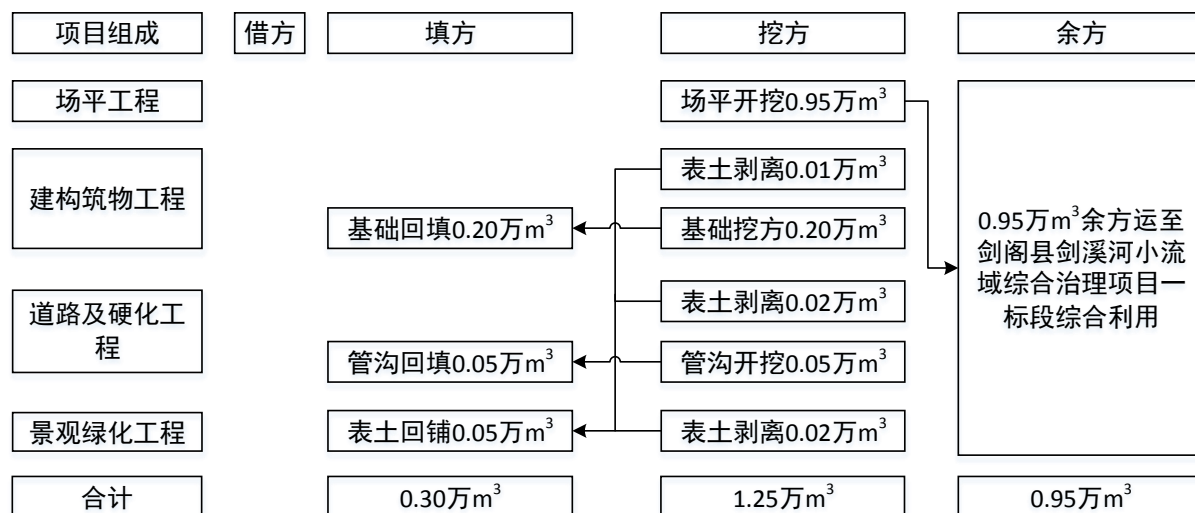 项目组成 借方 填方 挖方 余方
场平工程 场平开挖0.95万m³
建构筑物工程 表土剥离0.01万m³
基础回填0.20万m³ 基础挖方0.20万m³
0.95万m³余方运至
剑阁县剑溪河小流
域综合治理项目一
标段综合利用
道路及硬化工
程
表土剥离0.02万m³
管沟回填0.05万m³ 管沟开挖0.05万m³
景观绿化工程 表土回铺0.05万m³ 表土剥离0.02万m³
合计 0.30万m³ 1.25万m³ 0.95万m³